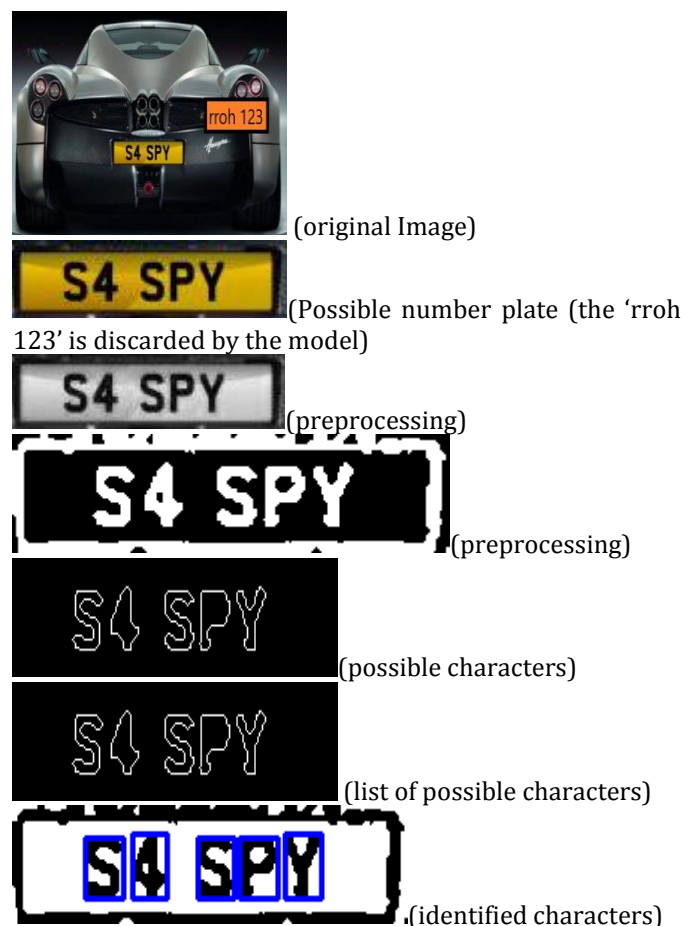 rroh 123
S4 SPY
(original Image)
S4 SPY
(Possible number plate (the ‘rroh
123’ is discarded by the model)
S4 SPY
(preprocessing)
S4 SPY
(preprocessing)
S4 SPY
(possible characters)
S4 SPY
(list of possible characters)
S4 SPY
(identified characters)